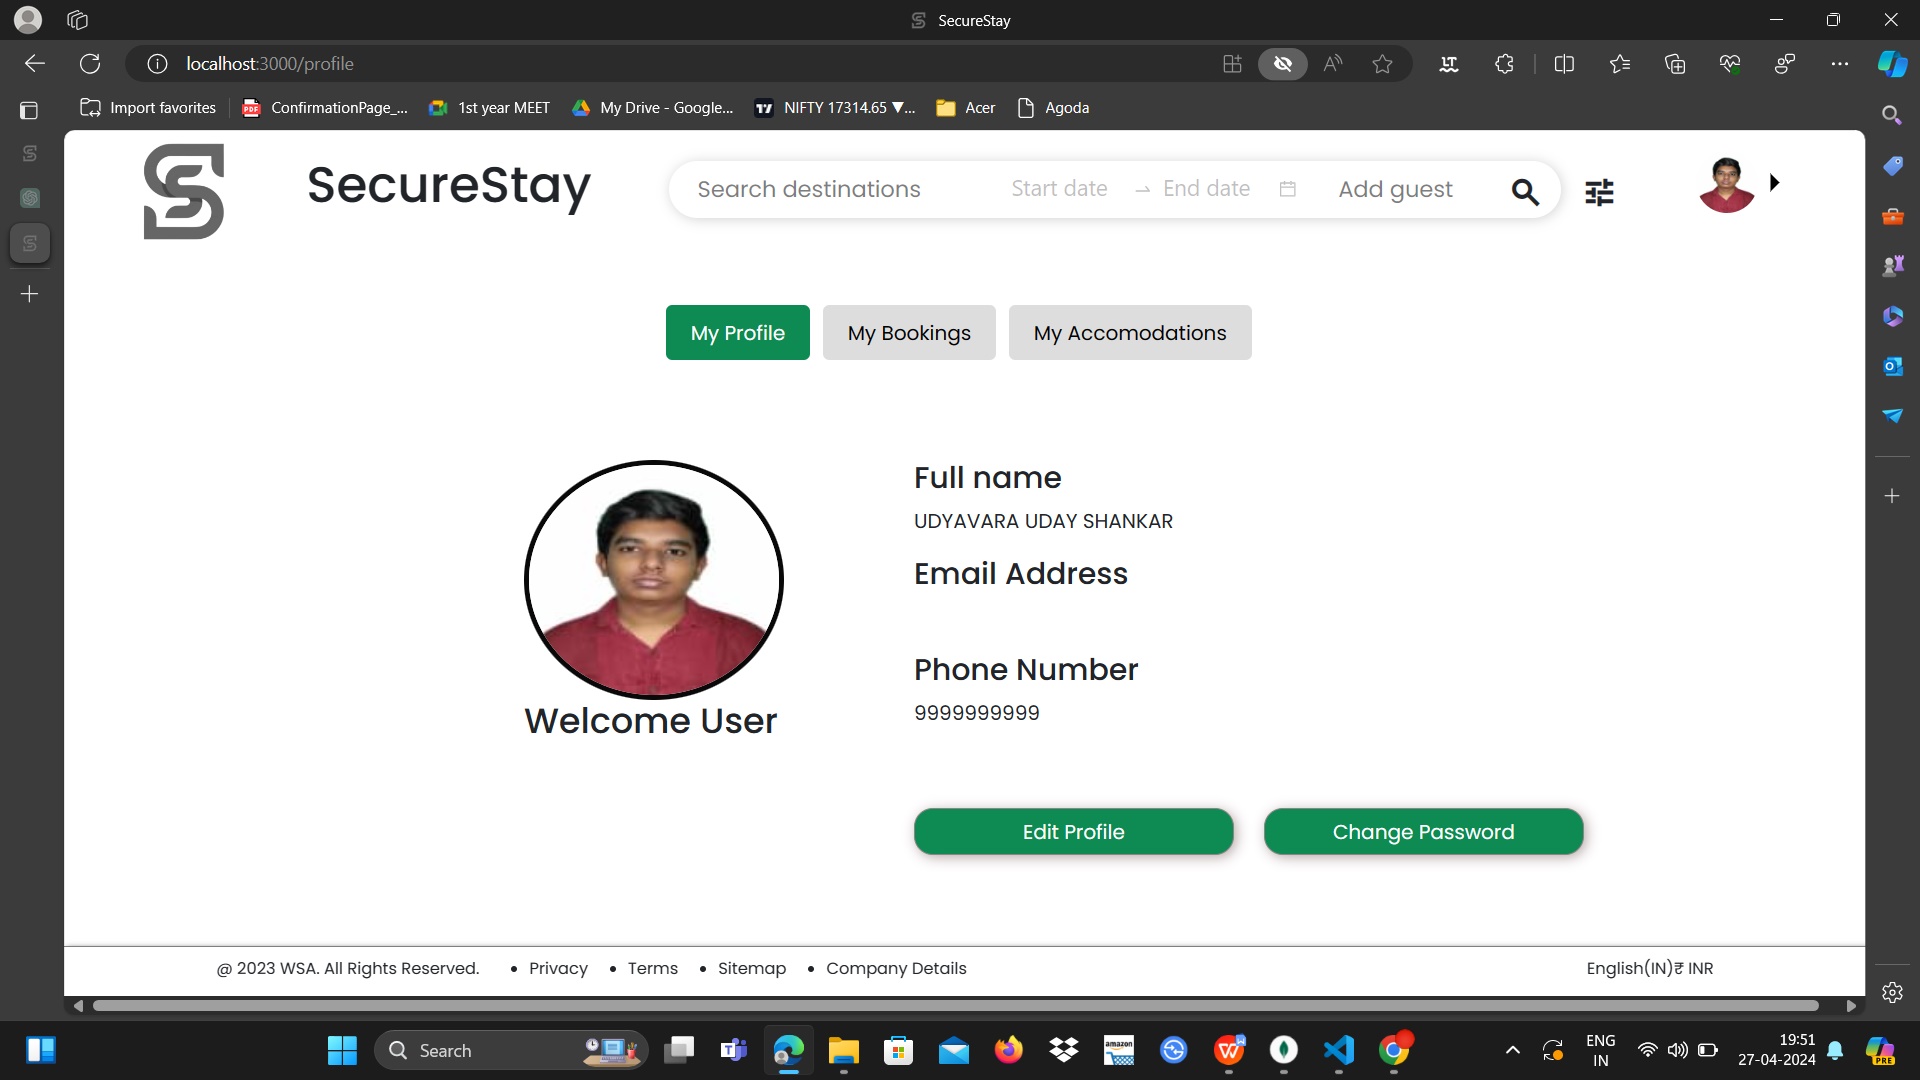 SecureStay
localhost:3000/profile
Import favorites
ConfirmationPage_...
1st year MEET
My Drive - Google...
NIFTY 17314.65 ▼...
Acer
Agoda
SecureStay
Search destinations
Start date → End date
Add guest
My Profile
My Bookings
My Accomodations
Full name
UDYAVARA UDAY SHANKAR
Email Address
Phone Number
9999999999
Welcome User
Edit Profile
Change Password
@ 2023 WSA. All Rights Reserved. • Privacy • Terms • Sitemap • Company Details
English(IN)₹ INR
Search
amazon
ENG
IN
19:51
27-04-2024
PRE